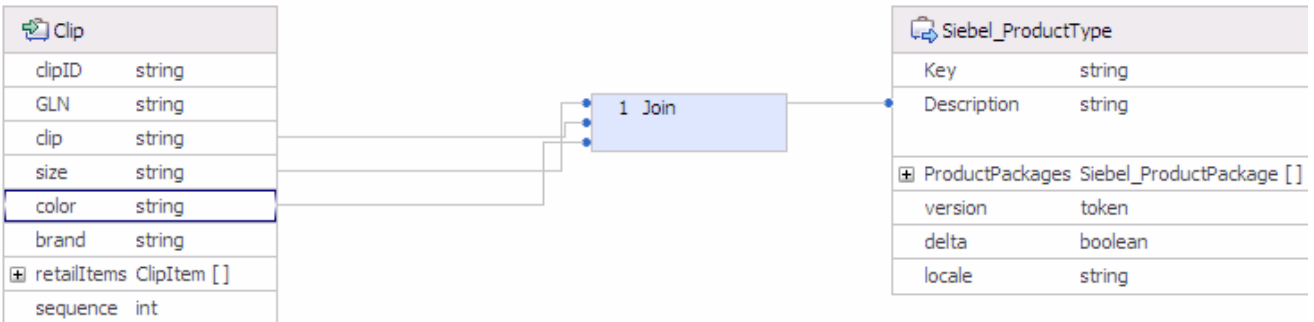 Clip
clipID string
GLN string
clip string
size string
color string
brand string
retailItems ClipItem []
sequence int
1 Join
Siebel_ProductType
Key string
Description string
ProductPackages Siebel_ProductPackage []
version token
delta boolean
locale string